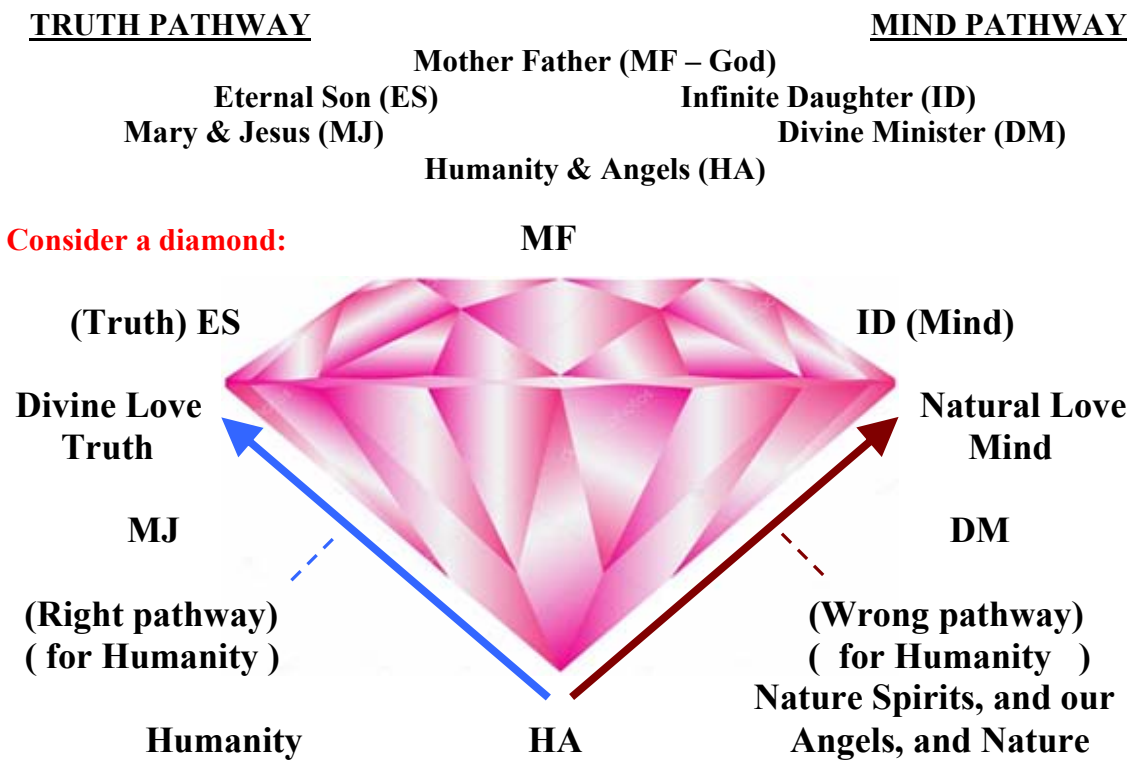 TRUTH PATHWAY MIND PATHWAY
Mother Father (MF – God)
Eternal Son (ES) Infinite Daughter (ID)
Mary & Jesus (MJ) Divine Minister (DM)
Humanity & Angels (HA)
Consider a diamond: MF
(Truth) ES ID (Mind)
Divine Love Natural Love
Truth Mind
MJ DM
(Right pathway) (Wrong pathway)
( for Humanity ) ( for Humanity )
Nature Spirits, and our
Humanity HA Angels, and Nature